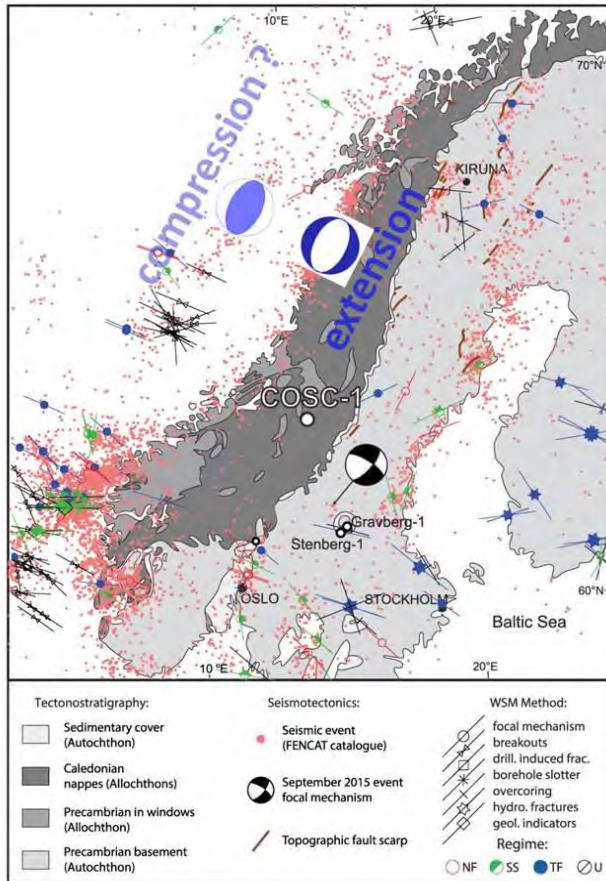 10°E
20°E
70°N
compression ?
KIRUNA
extension
COSC-1
Gravberg-1
Stenberg-1
OSLO
STOCKHOLM
60°N
Baltic Sea
10 °E
20°E
Tectonostratigraphy:
Sedimentary cover
(Autochthon)
Caledonian
nappes (Allochthons)
Precambrian in windows
(Allochthon)
Precambrian basement
(Autochton)
Seismotectonics:
Seismic event
(FENCAT catalogue)
September 2015 event
focal mechanism
Topographic fault scarp
WSM Method:
focal mechanism
breakouts
drill. induced frac.
borehole slotter
overcoring
hydro. fractures
geol. indicators
Regime:
NF SS TF U